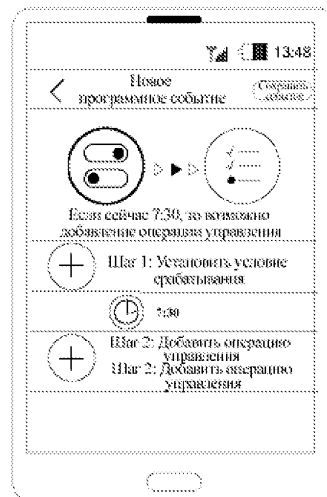 13:48
Новое
программное событие
Сохранить
событие
Если сейчас 7:30, то возможно
добавление операции управления
Шаг 1: Установить условие
срабатывания
7:30
Шаг 2: Добавить операцию
управления
Шаг 2: Добавить операцию
управления